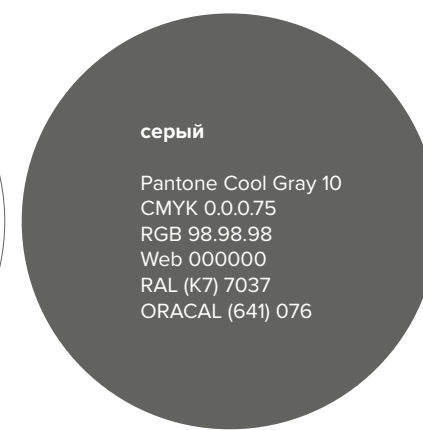 серый
Pantone Cool Gray 10
CMYK 0.0.0.75
RGB 98.98.98
Web 000000
RAL (K7) 7037
ORACAL (641) 076